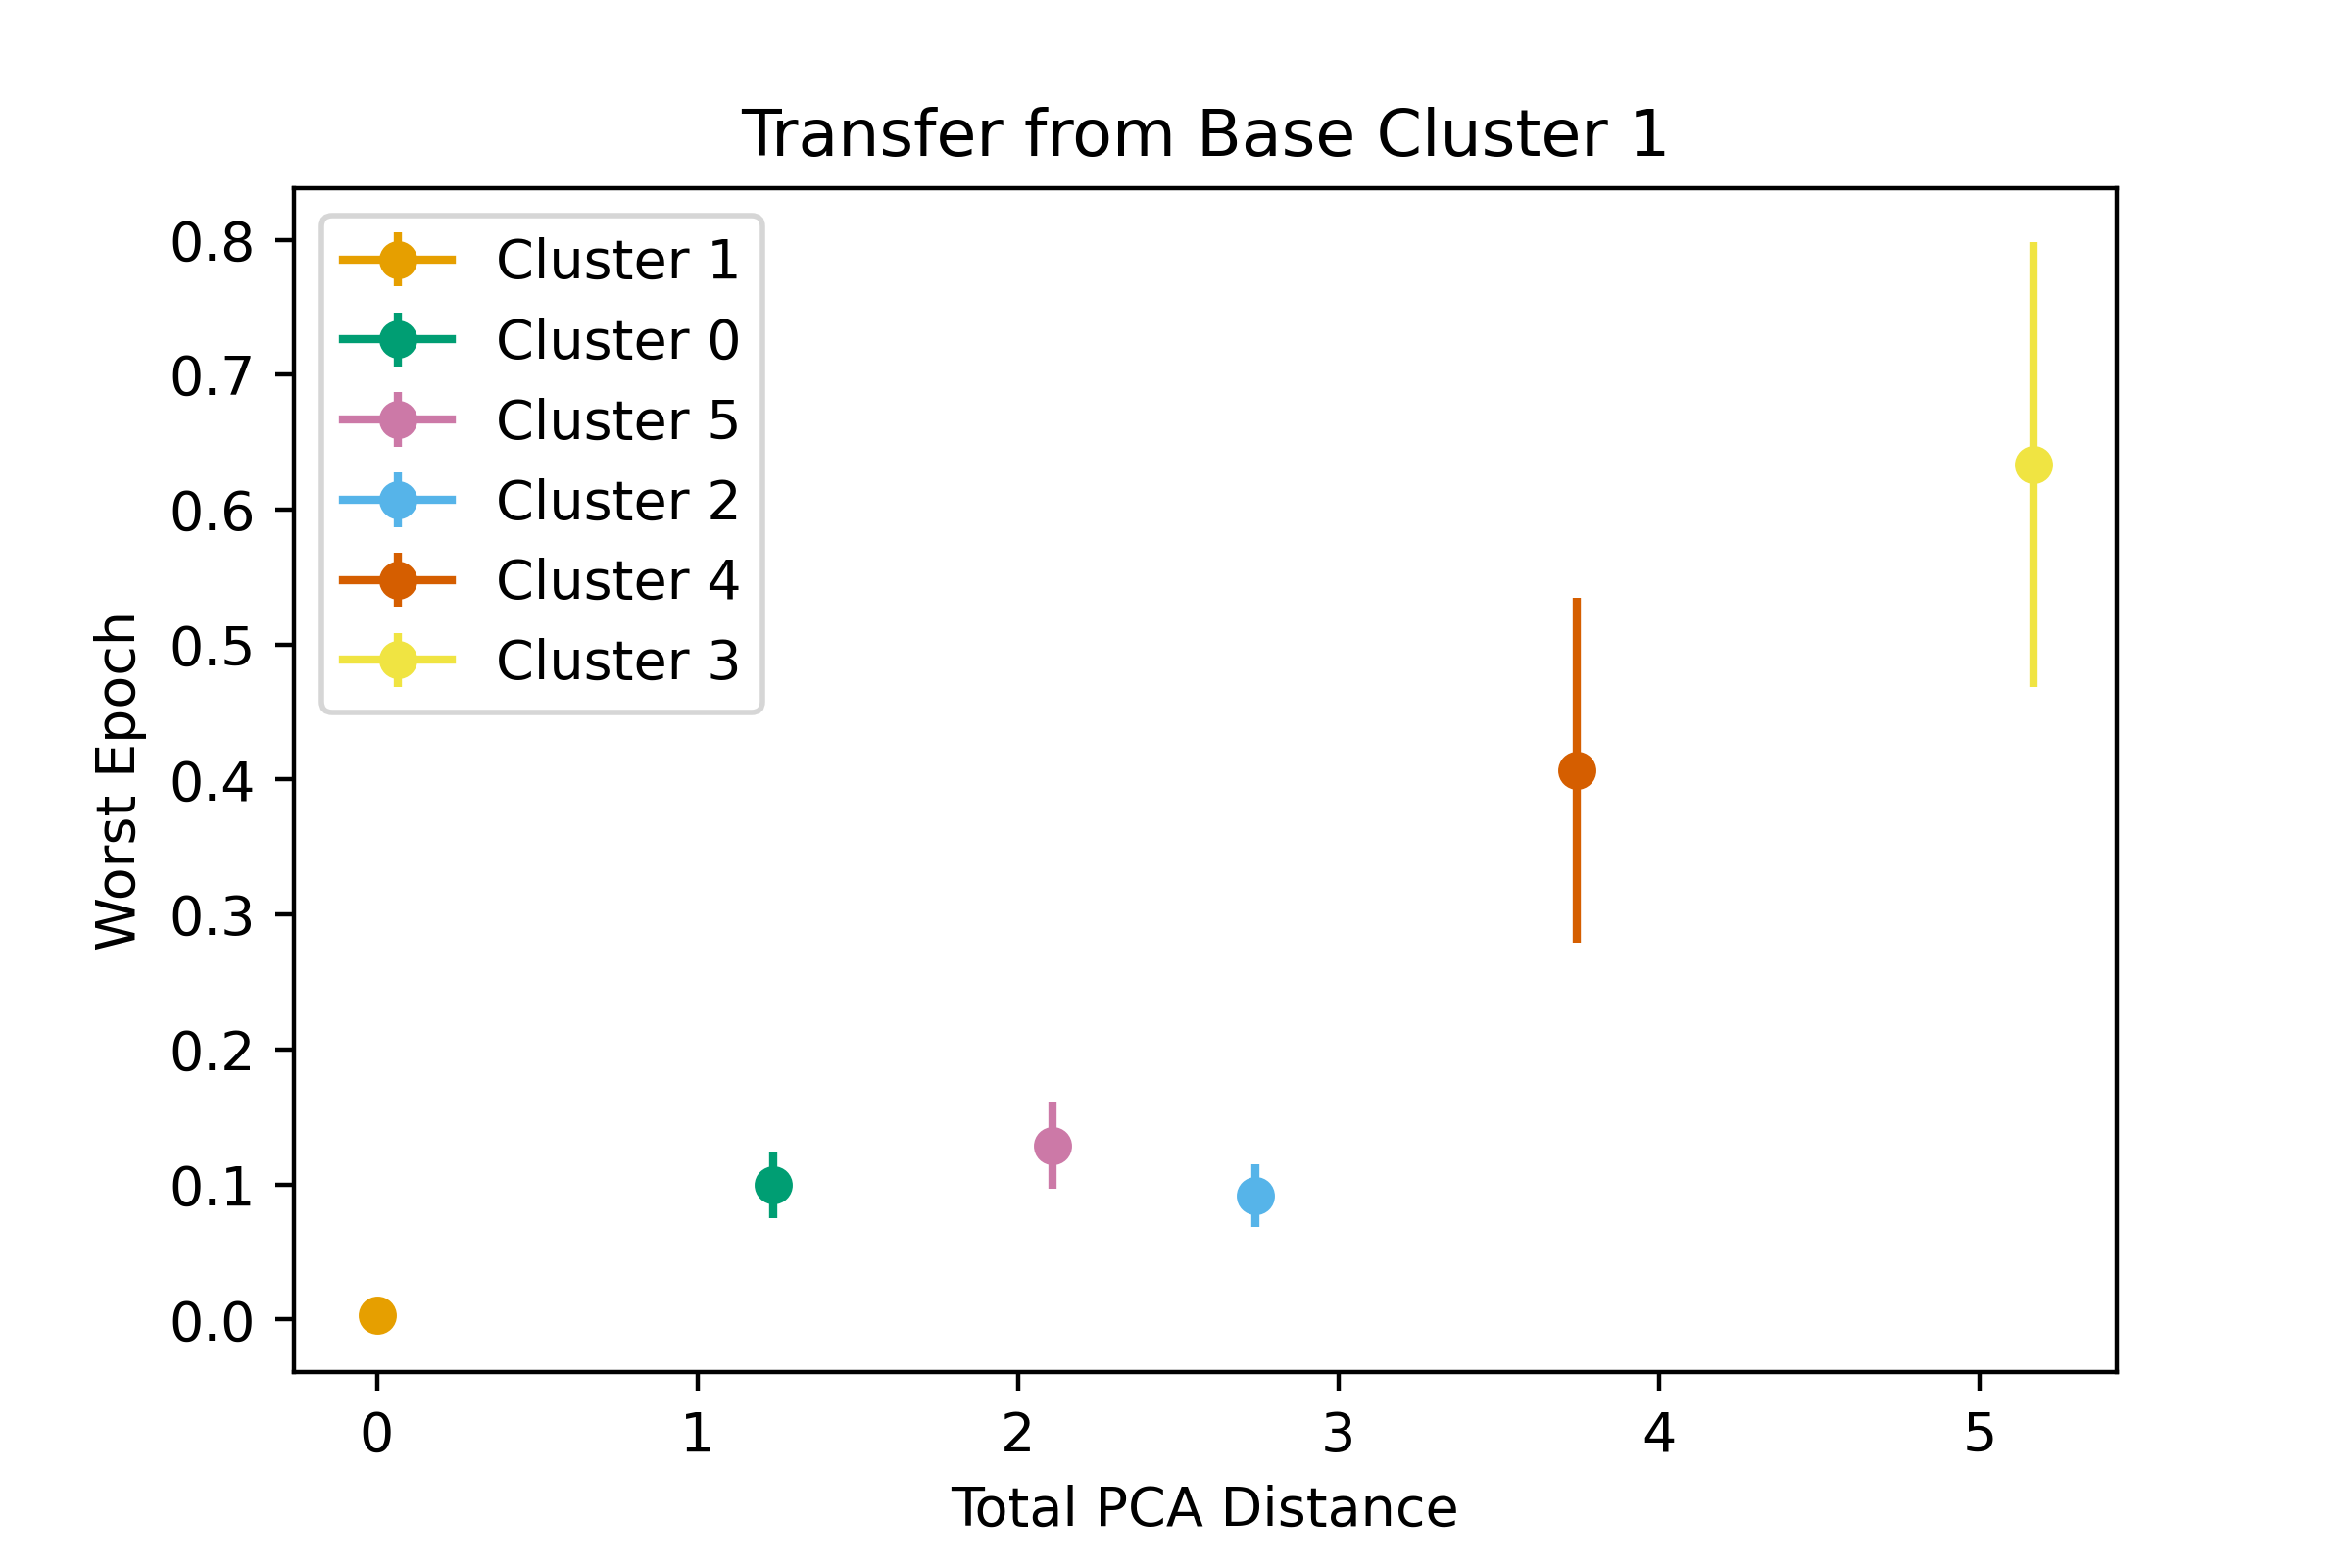 Transfer from Base Cluster 1
Cluster 1
Cluster 0
Cluster 5
Cluster 2
Cluster 4
Cluster 3
Worst Epoch
0.8
0.7
0.6
0.5
0.4
0.3
0.2
0.1
0.0
0 1 2 3 4 5
Total PCA Distance